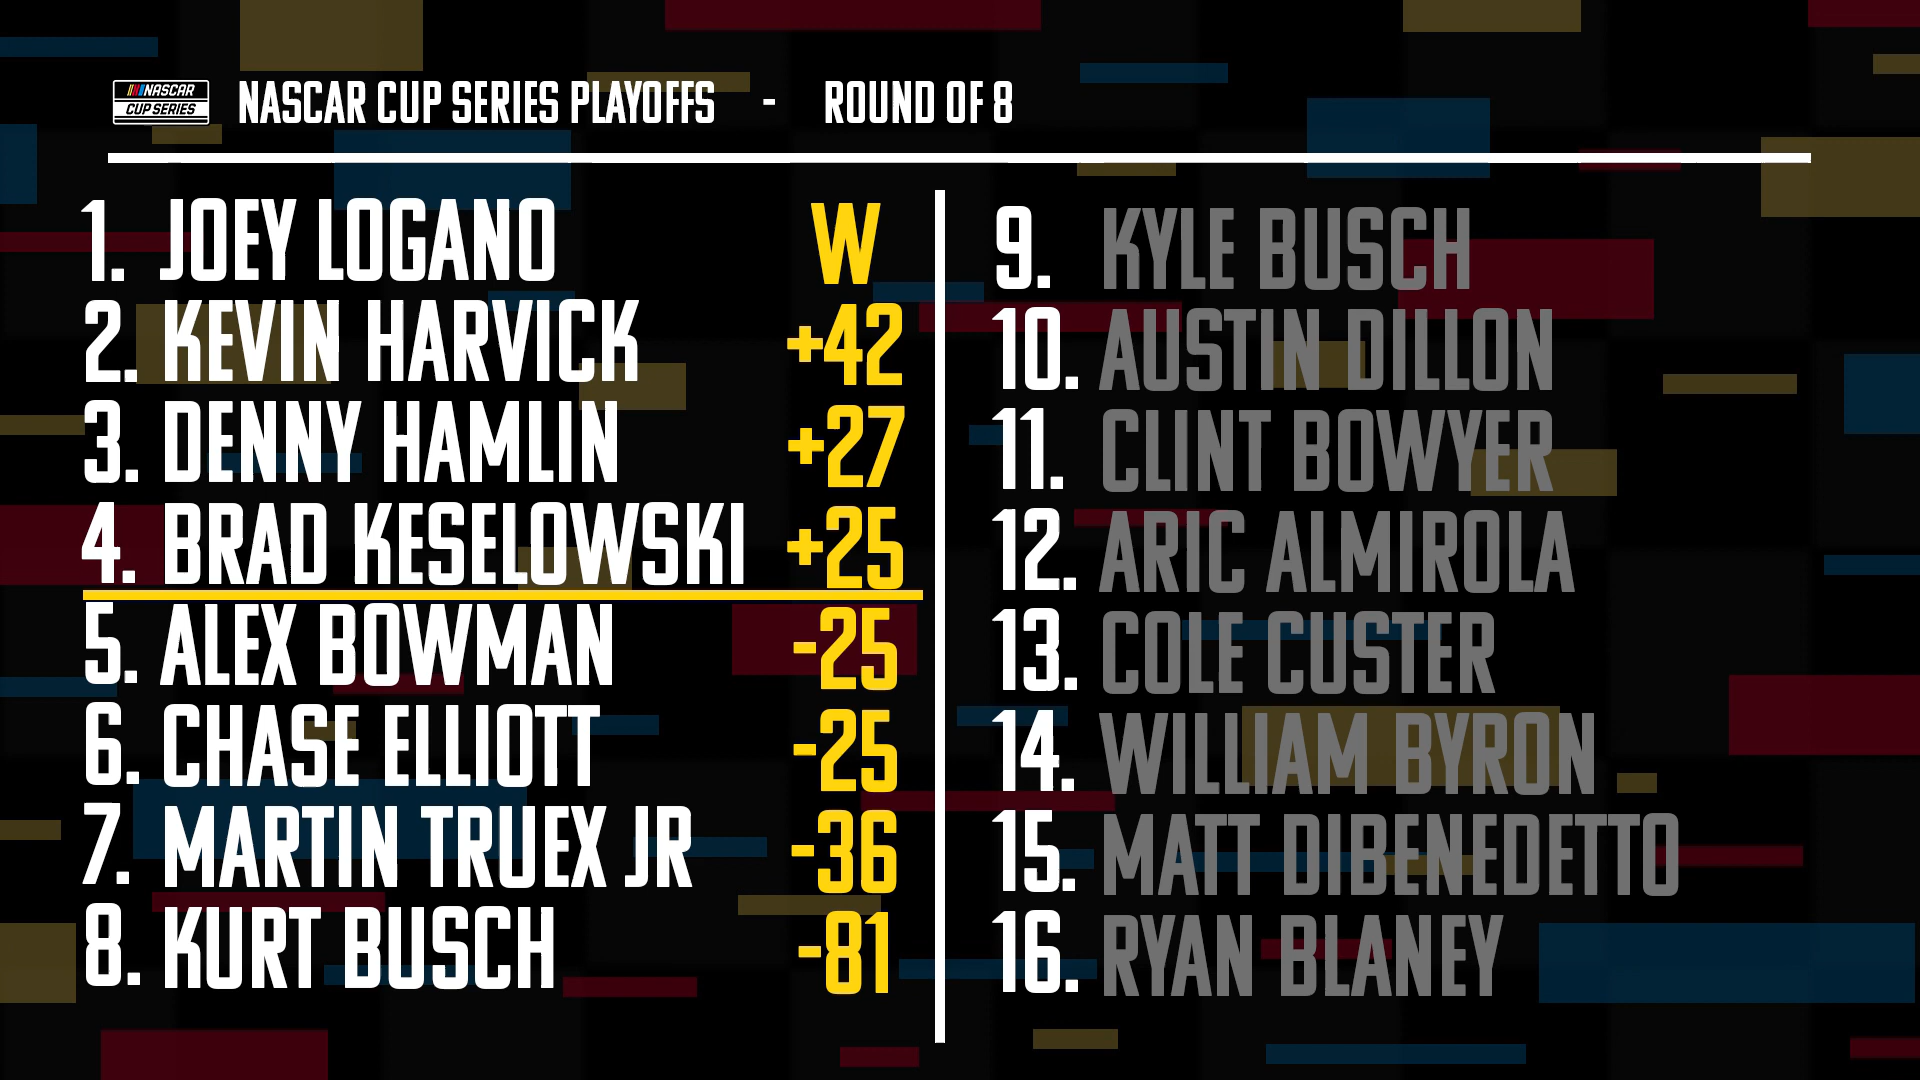 NASCAR
CUP SERIES
NASCAR CUP SERIES PLAYOFFS - ROUND OF 8
1. JOEY LOGANO W
2. KEVIN HARVICK +42
3. DENNY HAMLIN +27
4. BRAD KESELOWSKI +25
5. ALEX BOWMAN -25
6. CHASE ELLIOTT -25
7. MARTIN TRUEX JR -36
8. KURT BUSCH -81
9. KYLE BUSCH
10. AUSTIN DILLON
11. CLINT BOWYER
12. ARIC ALMIROLA
13. COLE CUSTER
14. WILLIAM BYRON
15. MATT DIBENEDETTO
16. RYAN BLANEY